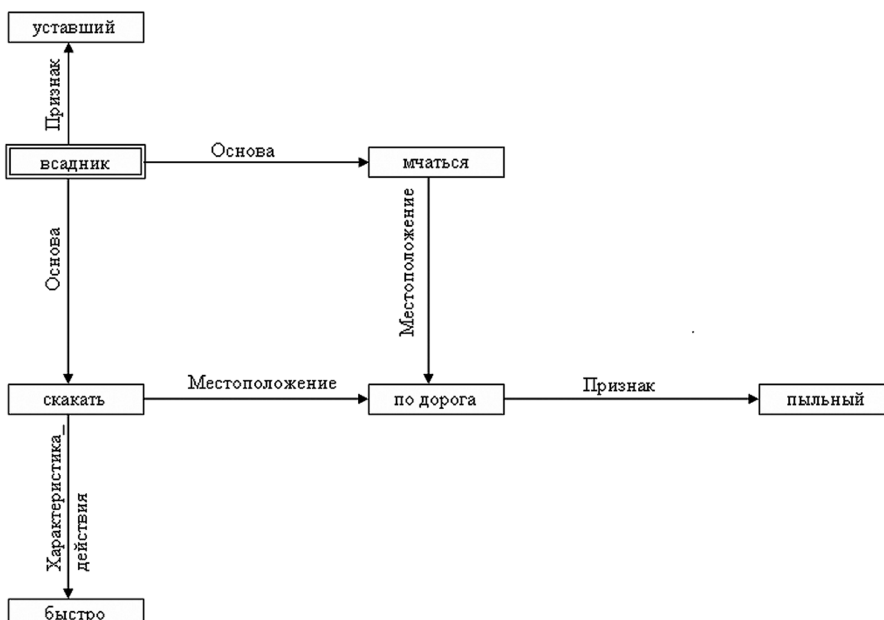 уставший
Признак
всадник
Основа
мчаться
Основа
Местоположение
скакать
Местоположение
по дорога
Признак
пыльный
Характеристика_
действия
быстро